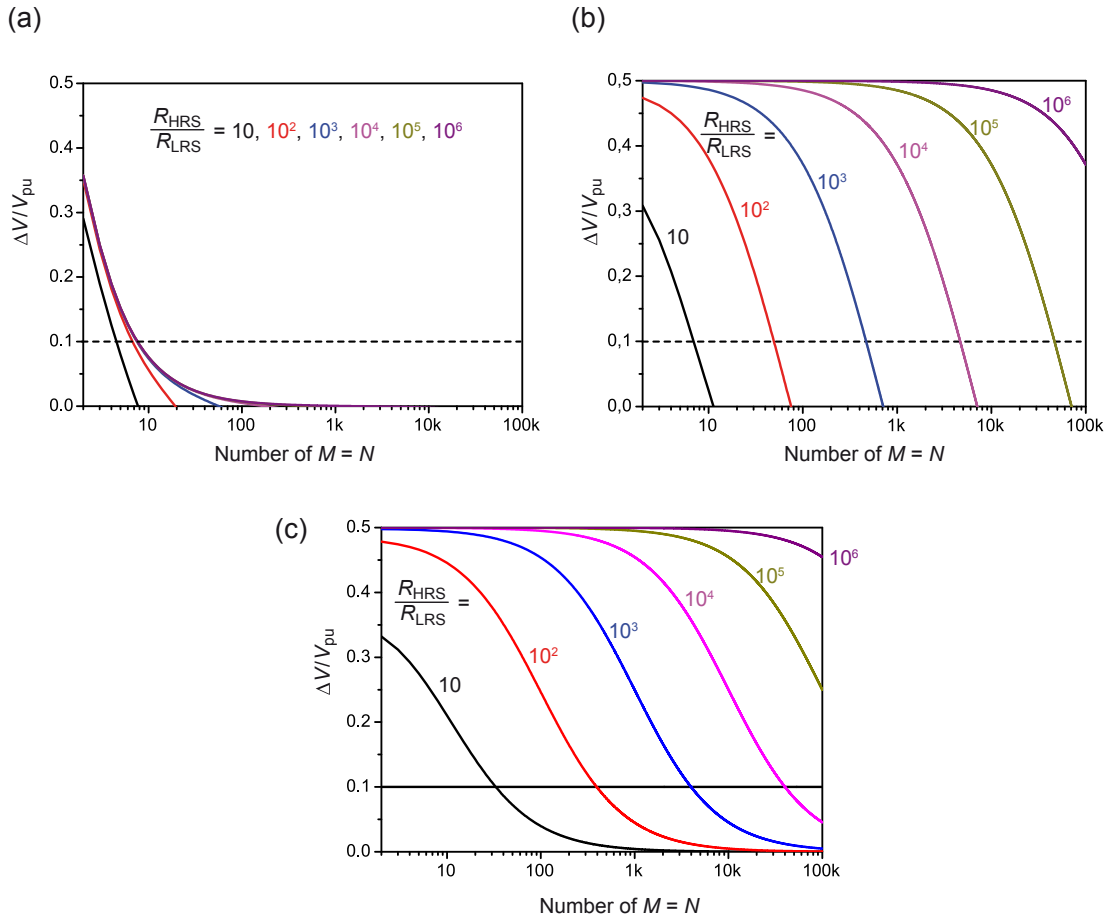 (a)
0.5
0.4
0.3
0.2
0.1
0.0
ΔV/Vpu
RHRS
RLRS
= 10, 10², 10³, 10⁴, 10⁵, 10⁶
10 100 1k 10k 100k
Number of M = N
(b)
0,5
0,4
0,3
0,2
0,1
0,0
ΔV/Vpu
RHRS
RLRS
=
10
10²
10³
10⁴
10⁵
10⁶
10 100 1k 10k 100k
Number of M = N
(c)
0.5
0.4
0.3
0.2
0.1
0.0
ΔV/Vpu
RHRS
RLRS
=
10
10²
10³
10⁴
10⁵
10⁶
10 100 1k 10k 100k
Number of M = N